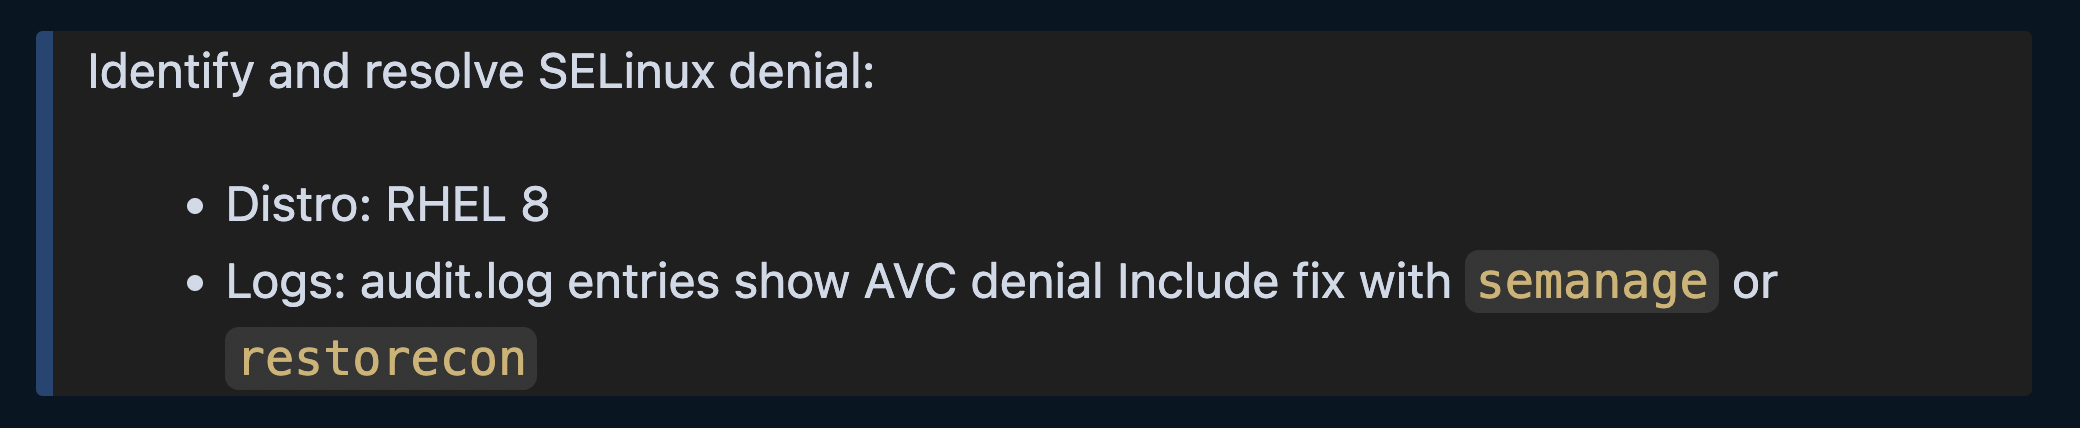 Identify and resolve SELinux denial:
• Distro: RHEL 8
• Logs: audit.log entries show AVC denial Include fix with semanage or
restorecon